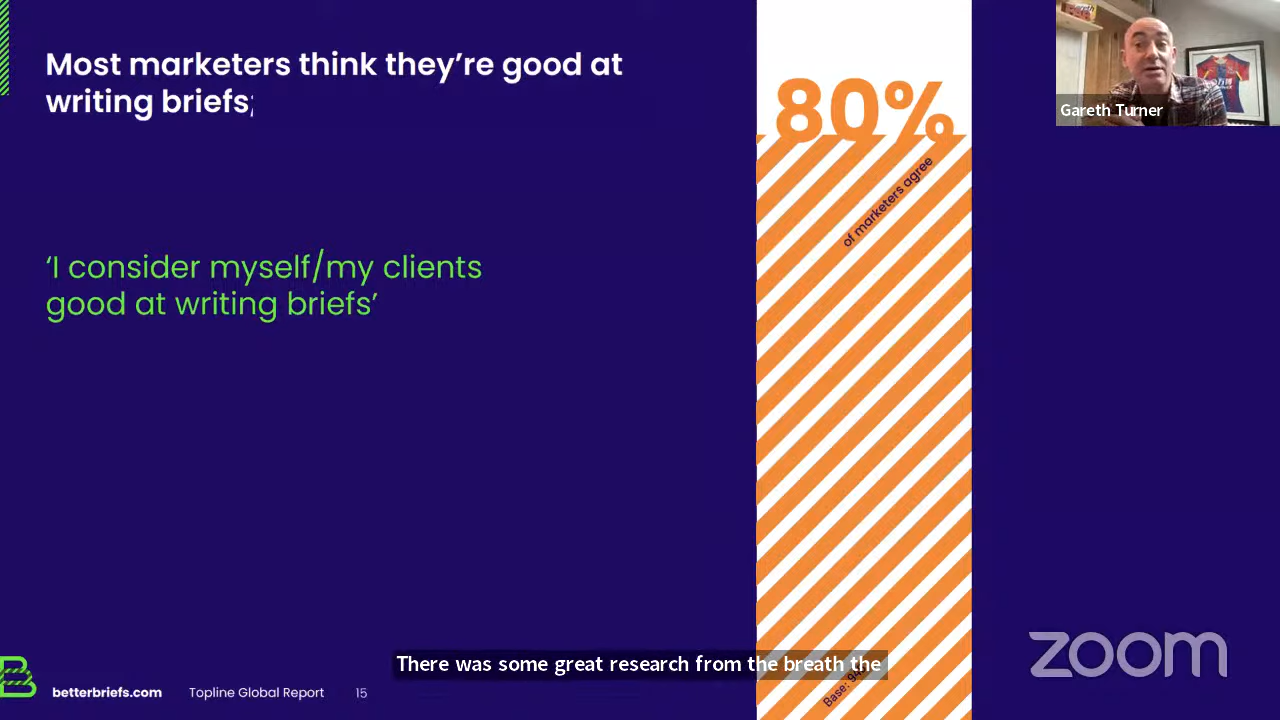 Most marketers think they’re good at
writing briefs;
‘I consider myself/my clients
good at writing briefs’
80%
of marketers agree
Gareth Turner
There was some great research from the breath the
Base:
betterbriefs.com
Topline Global Report
15
zoom